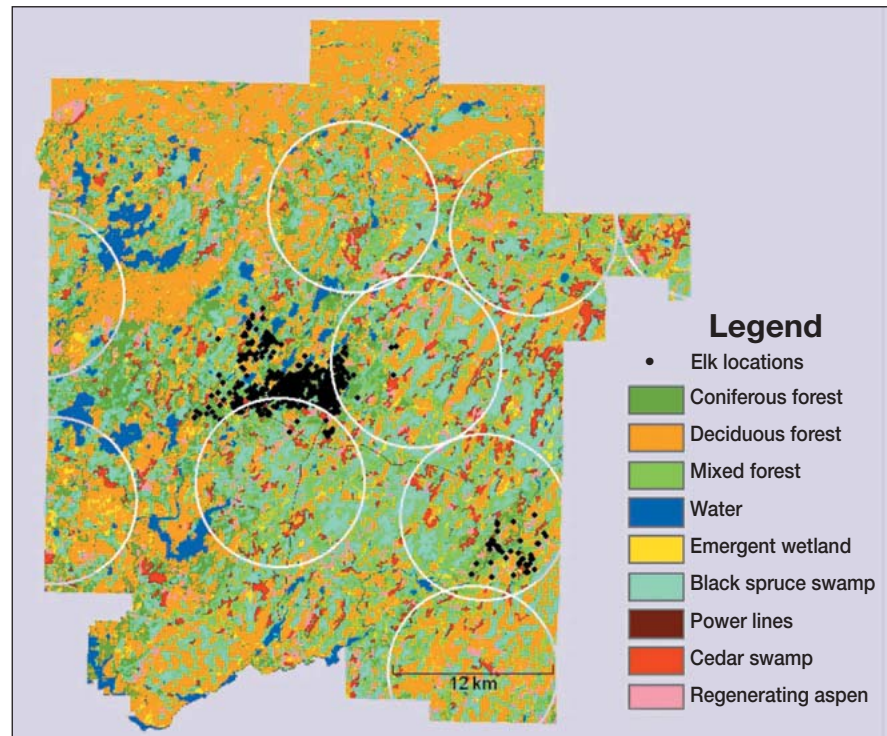 Legend
Elk locations
Coniferous forest
Deciduous forest
Mixed forest
Water
Emergent wetland
Black spruce swamp
Power lines
Cedar swamp
Regenerating aspen
12 km